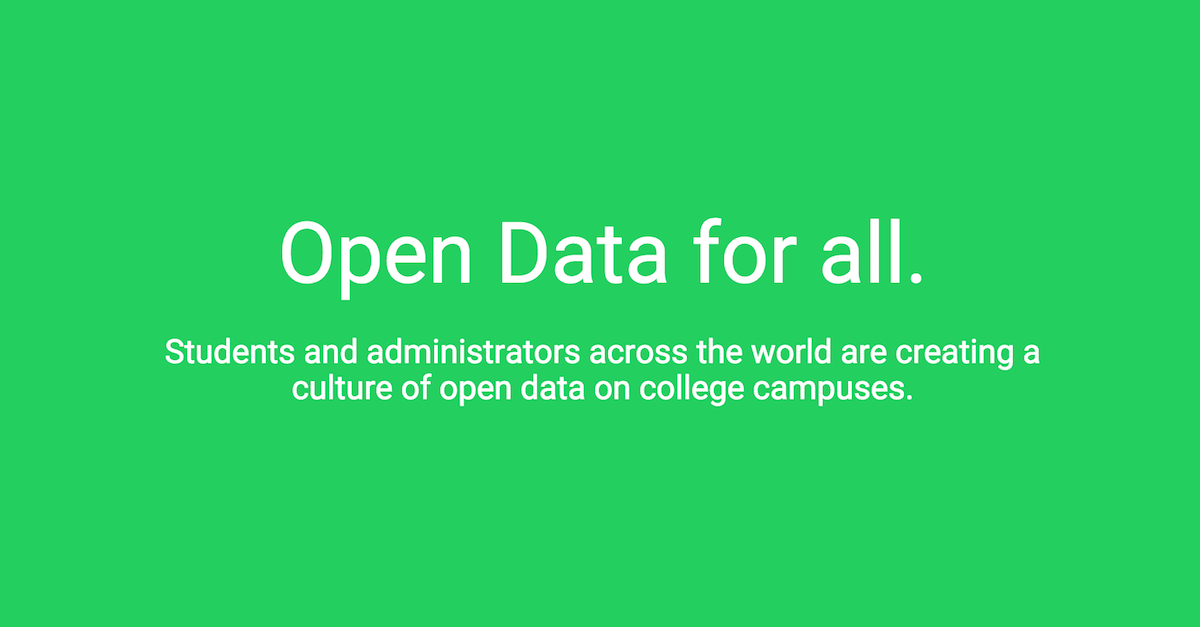 Open Data for all.
Students and administrators across the world are creating a
culture of open data on college campuses.